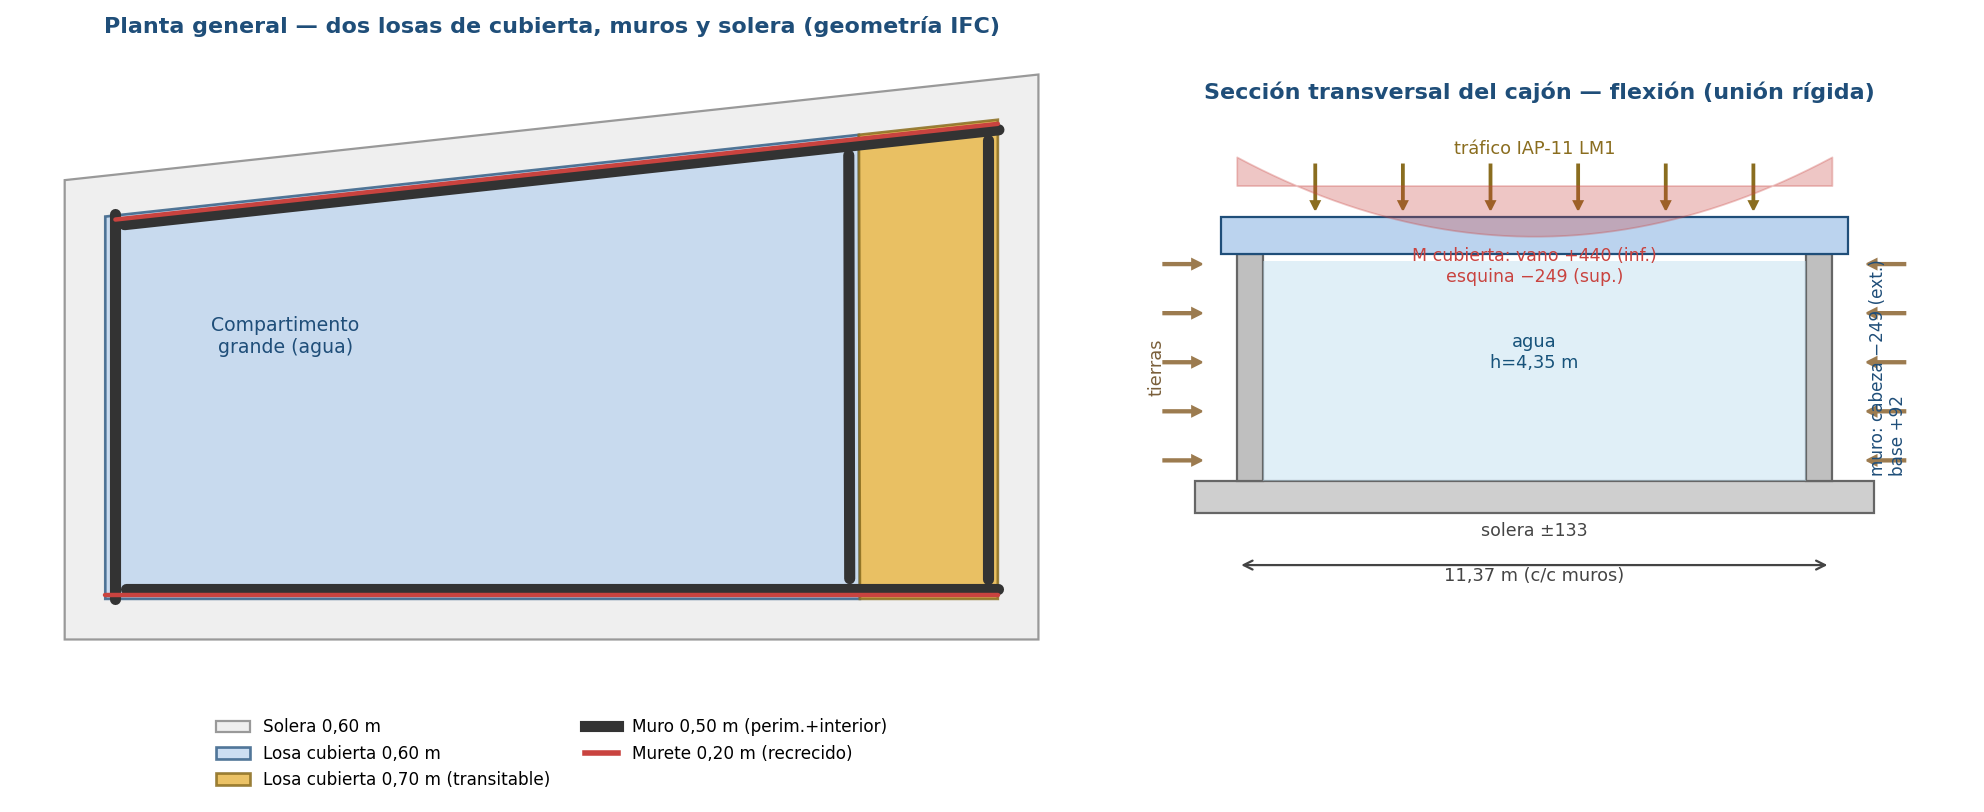 Planta general — dos losas de cubierta, muros y solera (geometría IFC)
Compartimento
grande (agua)
Solera 0,60 m
Losa cubierta 0,60 m
Losa cubierta 0,70 m (transitable)
Muro 0,50 m (perim.+interior)
Murete 0,20 m (recrecido)
Sección transversal del cajón — flexión (unión rígida)
tráfico IAP-11 LM1
M cubierta: vano +440 (inf.)
esquina −249 (sup.)
agua
h=4,35 m
tierras
muro: cabeza −249 (ext.)
base +92
solera ±133
11,37 m (c/c muros)